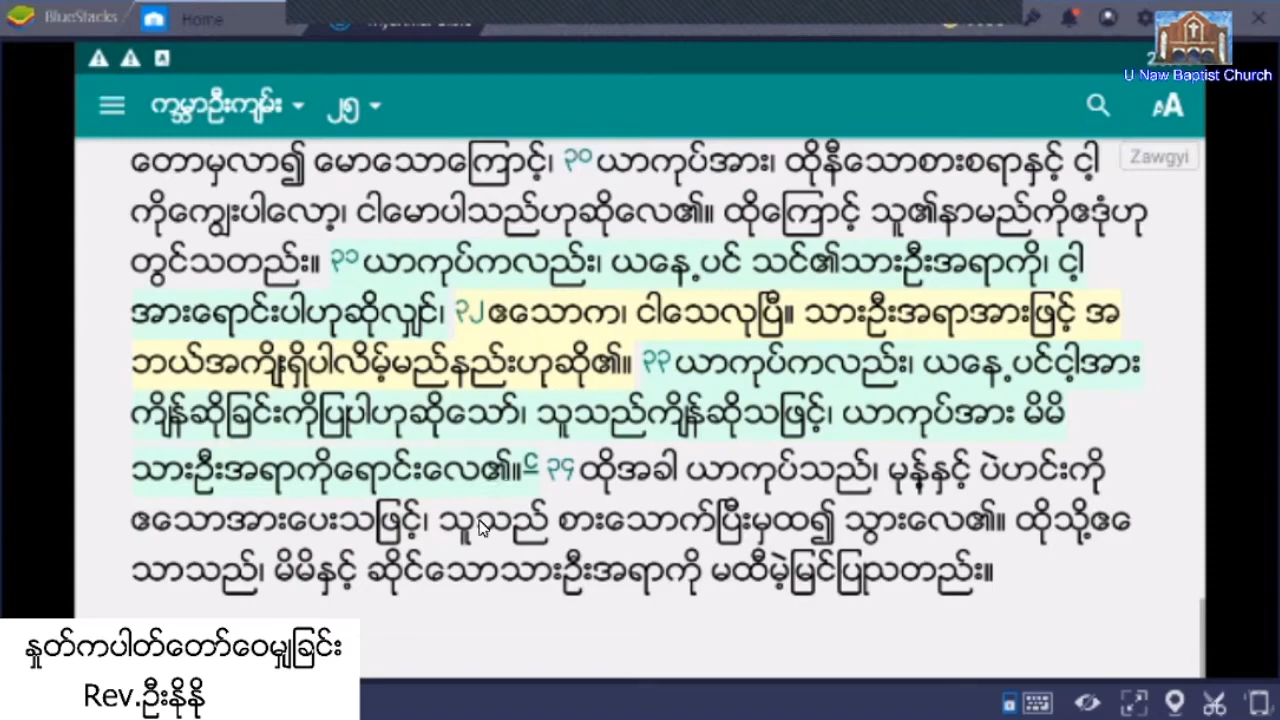 BlueStacks
Home
U Naw Baptist Church
ကမ္ဘာဦးကျမ်း ၂၅
AA
Zawgyi
တောမှလာ၍ မောသောကြောင့်၊ ၃၀ ယာကုပ်အား၊ ထိုနီသောစားစရာနှင့် ငါ့
ကိုကျွေးပါလော့၊ ငါမောပါသည်ဟုဆိုလေ၏။ ထိုကြောင့် သူ၏နာမည်ကိုဧဒုံဟု
တွင်သတည်း။ ၃၁ ယာကုပ်ကလည်း၊ ယနေ့ပင် သင်၏သားဦးအရာကို၊ ငါ့
အားရောင်းပါဟုဆိုလျှင်၊ ၃၂ ဧသောက၊ ငါသေလုပြီ။ သားဦးအရာအားဖြင့် အ
ဘယ်အကျိုးရှိပါလိမ့်မည်နည်းဟုဆို၏။ ၃၃ ယာကုပ်ကလည်း၊ ယနေ့ပင်ငါ့အား
ကျိန်ဆိုခြင်းကိုပြုပါဟုဆိုသော်၊ သူသည်ကျိန်ဆိုသဖြင့်၊ ယာကုပ်အား မိမိ
သားဦးအရာကိုရောင်းလေ၏။င ၃၄ ထိုအခါ ယာကုပ်သည်၊ မုန့်နှင့် ပဲဟင်းကို
ဧသောအားပေးသဖြင့်၊ သူသည် စားသောက်ပြီးမှထ၍ သွားလေ၏။ ထိုသို့ဧ
သာသည်၊ မိမိနှင့် ဆိုင်သောသားဦးအရာကို မထီမဲ့မြင်ပြုသတည်း။
နှုတ်ကပါတ်တော်ဝေမျှခြင်း
Rev.ဦးနိုနို